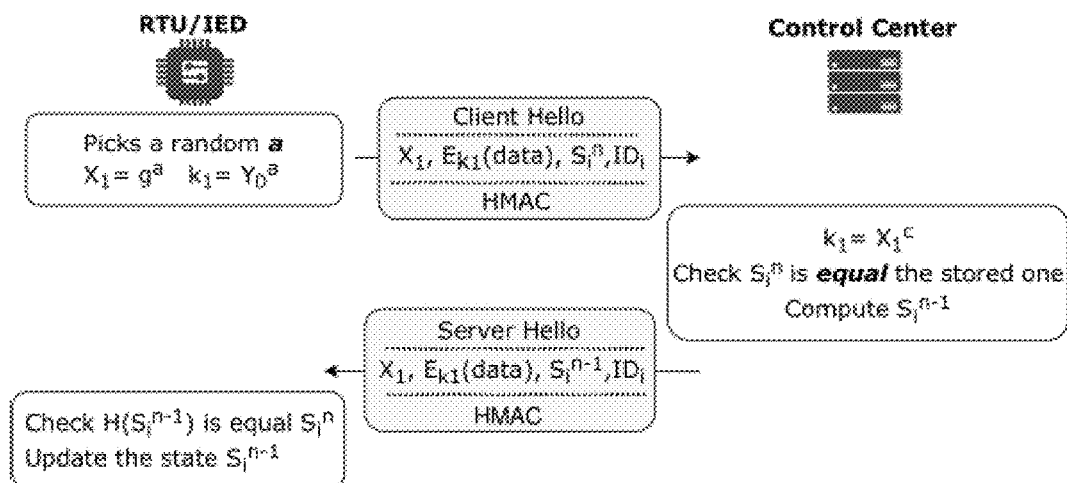 RTU/IED
Control Center
Picks a random a
X₁= gᵃ k₁= Y₀ᵃ
Client Hello
X₁, Eₖ₁(data), Sᵢⁿ,IDᵢ
HMAC
k₁= X₁ᶜ
Check Sᵢⁿ is equal the stored one
Compute Sᵢⁿ⁻¹
Server Hello
X₁, Eₖ₁(data), Sᵢⁿ⁻¹,IDᵢ
HMAC
Check H(Sᵢⁿ⁻¹) is equal Sᵢⁿ
Update the state Sᵢⁿ⁻¹